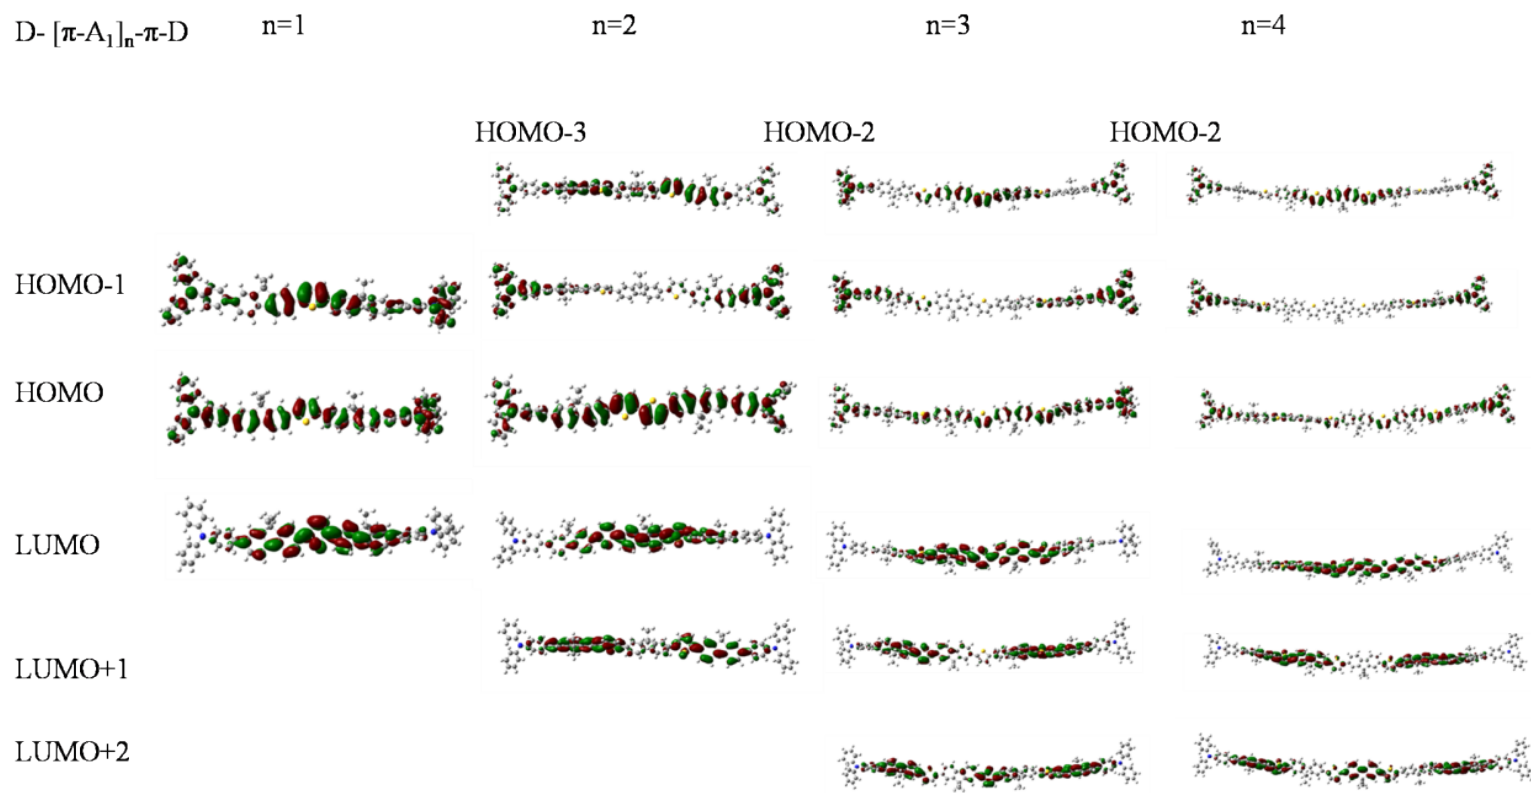 D- [π-A₁]ₙ-π-D n=1 n=2 n=3 n=4
HOMO-3 HOMO-2 HOMO-2
HOMO-1
HOMO
LUMO
LUMO+1
LUMO+2